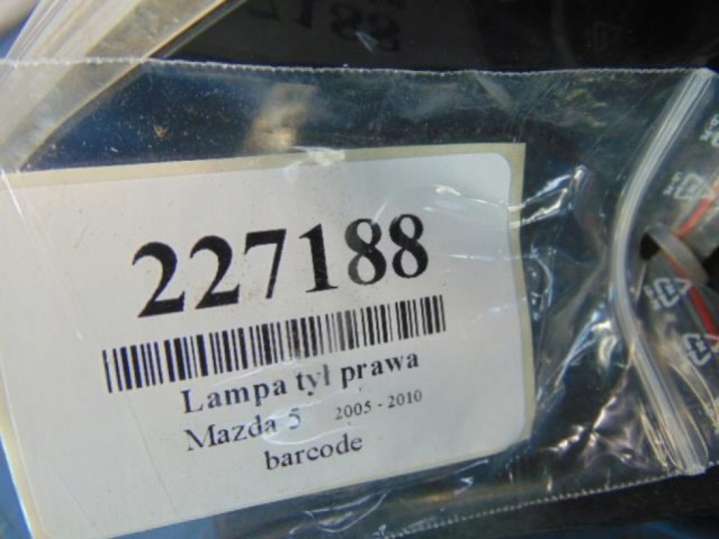 227188
Lampa tył prawa
Mazda 5 2005 - 2010
barcode